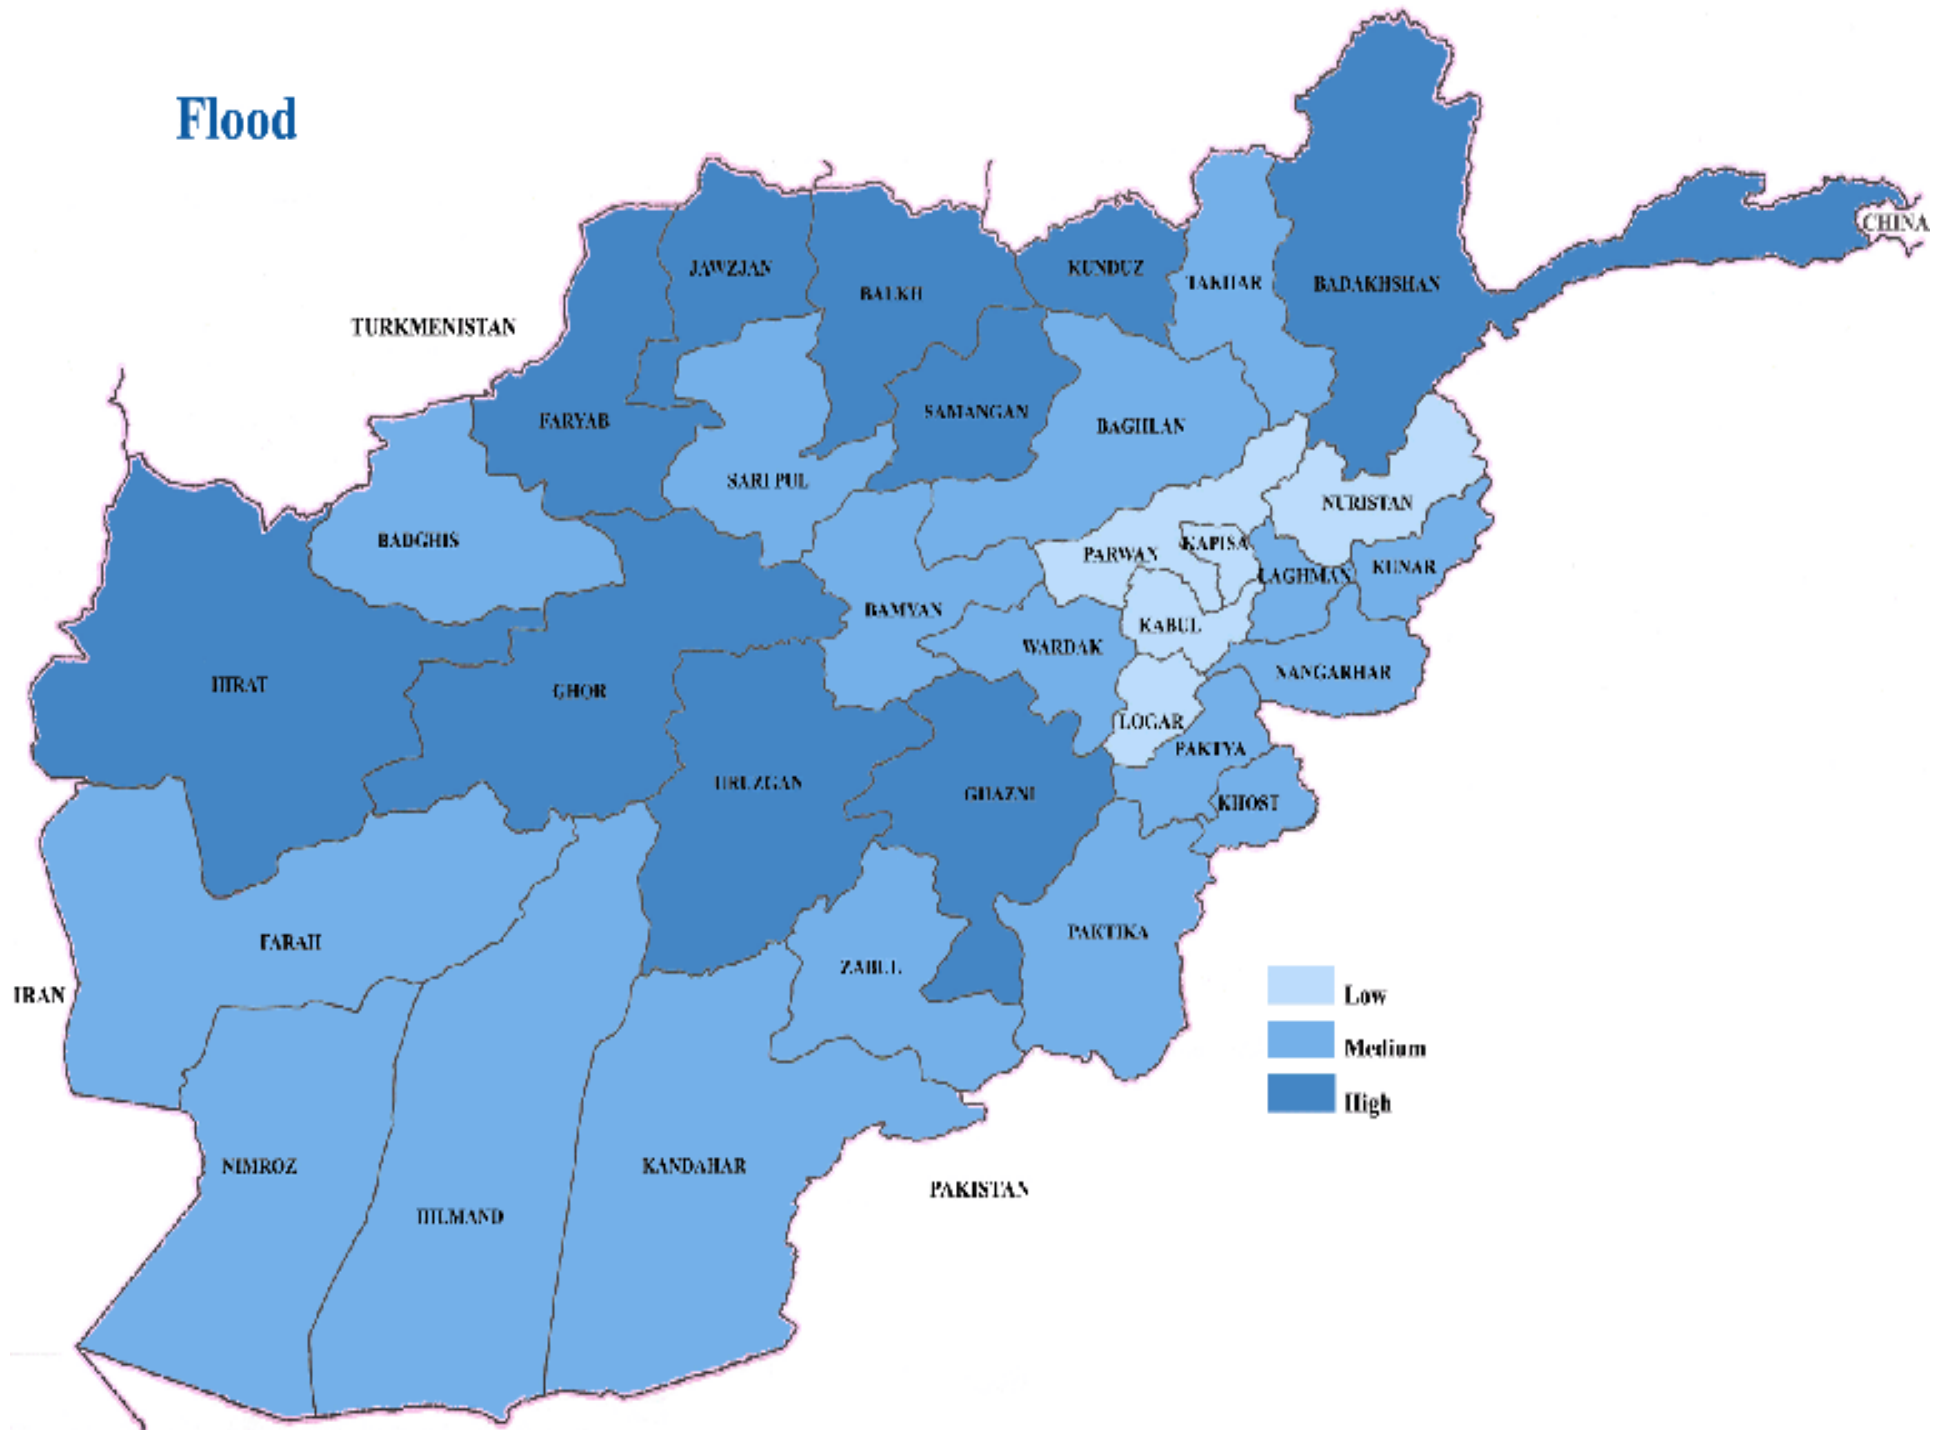 Flood
CHINA
JAWZJAN
KUNDUZ
TAKHAR
BADAKHSHAN
BALKH
TURKMENISTAN
FARYAB
SAMANGAN
BAGHLAN
SARI PUL
NURISTAN
BADGHIS
PARWAN
KAPISA
LAGHMAN
KUNAR
BAMYAN
KABUL
WARDAK
NANGARHAR
HIRAT
GHOR
LOGAR
PAKTYA
URUZGAN
GHAZNI
KHOST
FARAH
PAKTIKA
ZABUL
IRAN
Low
Medium
High
NIMROZ
KANDAHAR
PAKISTAN
HILMAND